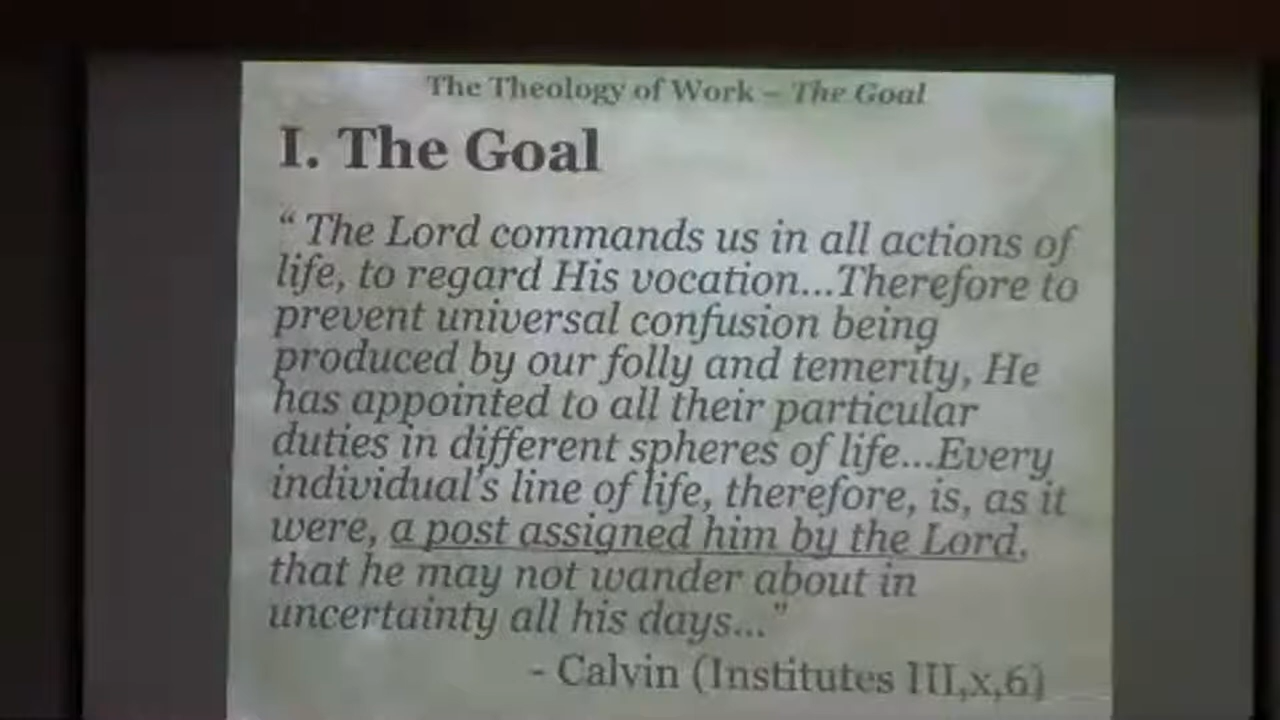 The Theology of Work – The Goal
I. The Goal
“ The Lord commands us in all actions of
life, to regard His vocation...Therefore to
prevent universal confusion being
produced by our folly and temerity, He
has appointed to all their particular
duties in different spheres of life...Every
individual's line of life, therefore, is, as it
were, a post assigned him by the Lord,
that he may not wander about in
uncertainty all his days...”
- Calvin (Institutes III,x,6)